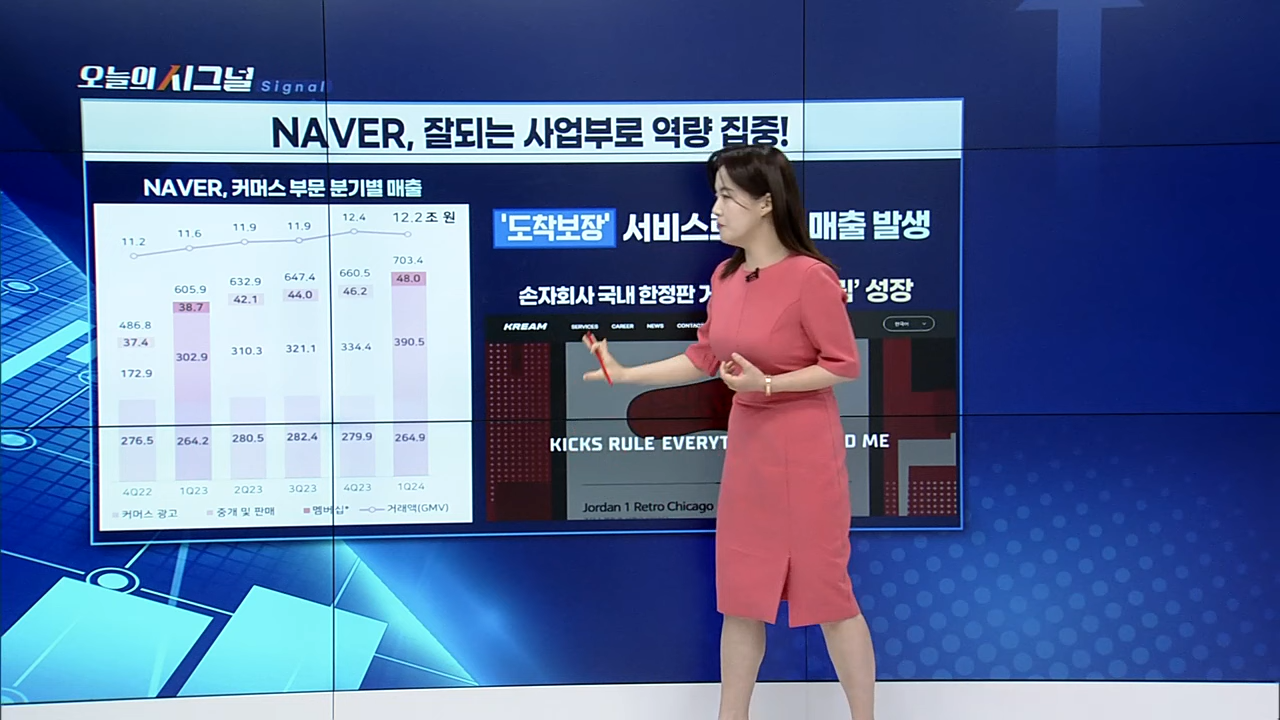 오늘의 시그널 Signal
NAVER, 잘되는 사업부로 역량 집중!
NAVER, 커머스 부문 분기별 매출
11.2 11.6 11.9 11.9 12.4 12.2조 원
486.8 605.9 632.9 647.4 660.5 703.4
37.4 38.7 42.1 44.0 46.2 48.0
172.9 302.9 310.3 321.1 334.4 390.5
276.5 264.2 280.5 282.4 279.9 264.9
4Q22 1Q23 2Q23 3Q23 4Q23 1Q24
커머스 광고 중개 및 판매 멤버십* 거래액(GMV)
'도착보장' 서비스 매출 발생
손자회사 국내 한정판 성장
KREAM SERVICES CAREER NEWS 한국어
KICKS RULE ME
Jordan 1 Retro Chicago